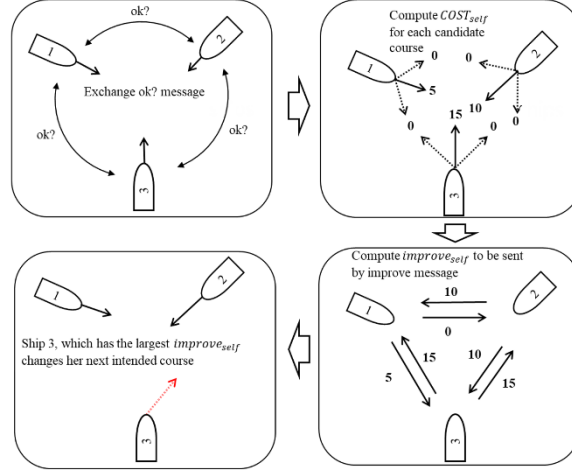 ok?
1
2
Exchange ok? message
ok?
ok?
3
Compute COST_self
for each candidate
course
1
0
0
2
5
15
10
0
0
0
0
3
Compute improve_self to be sent
by improve message
10
1
2
0
15
10
5
15
3
1
2
Ship 3, which has the largest improve_self
changes her next intended course
3